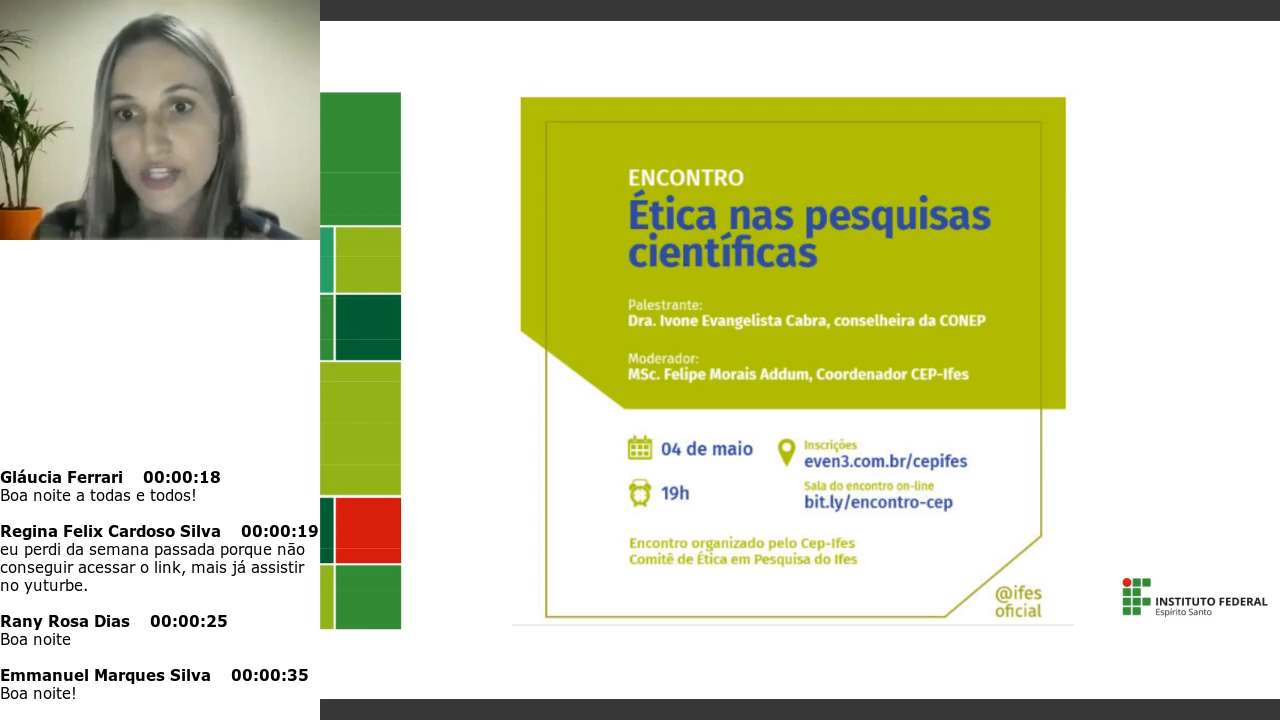 Gláucia Ferrari 00:00:18
Boa noite a todas e todos!
Regina Felix Cardoso Silva 00:00:19
eu perdi da semana passada porque não
conseguir acessar o link, mais já assistir
no yuturbe.
Rany Rosa Dias 00:00:25
Boa noite
Emmanuel Marques Silva 00:00:35
Boa noite!
ENCONTRO
Ética nas pesquisas
científicas
Palestrante:
Dra. Ivone Evangelista Cabra, conselheira da CONEP
Moderador:
MSc. Felipe Morais Addum, Coordenador CEP-Ifes
04 de maio
19h
Inscrições
even3.com.br/cepifes
Sala do encontro on-line
bit.ly/encontro-cep
Encontro organizado pelo Cep-Ifes
Comitê de Ética em Pesquisa do Ifes
@ifes
oficial
INSTITUTO FEDERAL
Espírito Santo